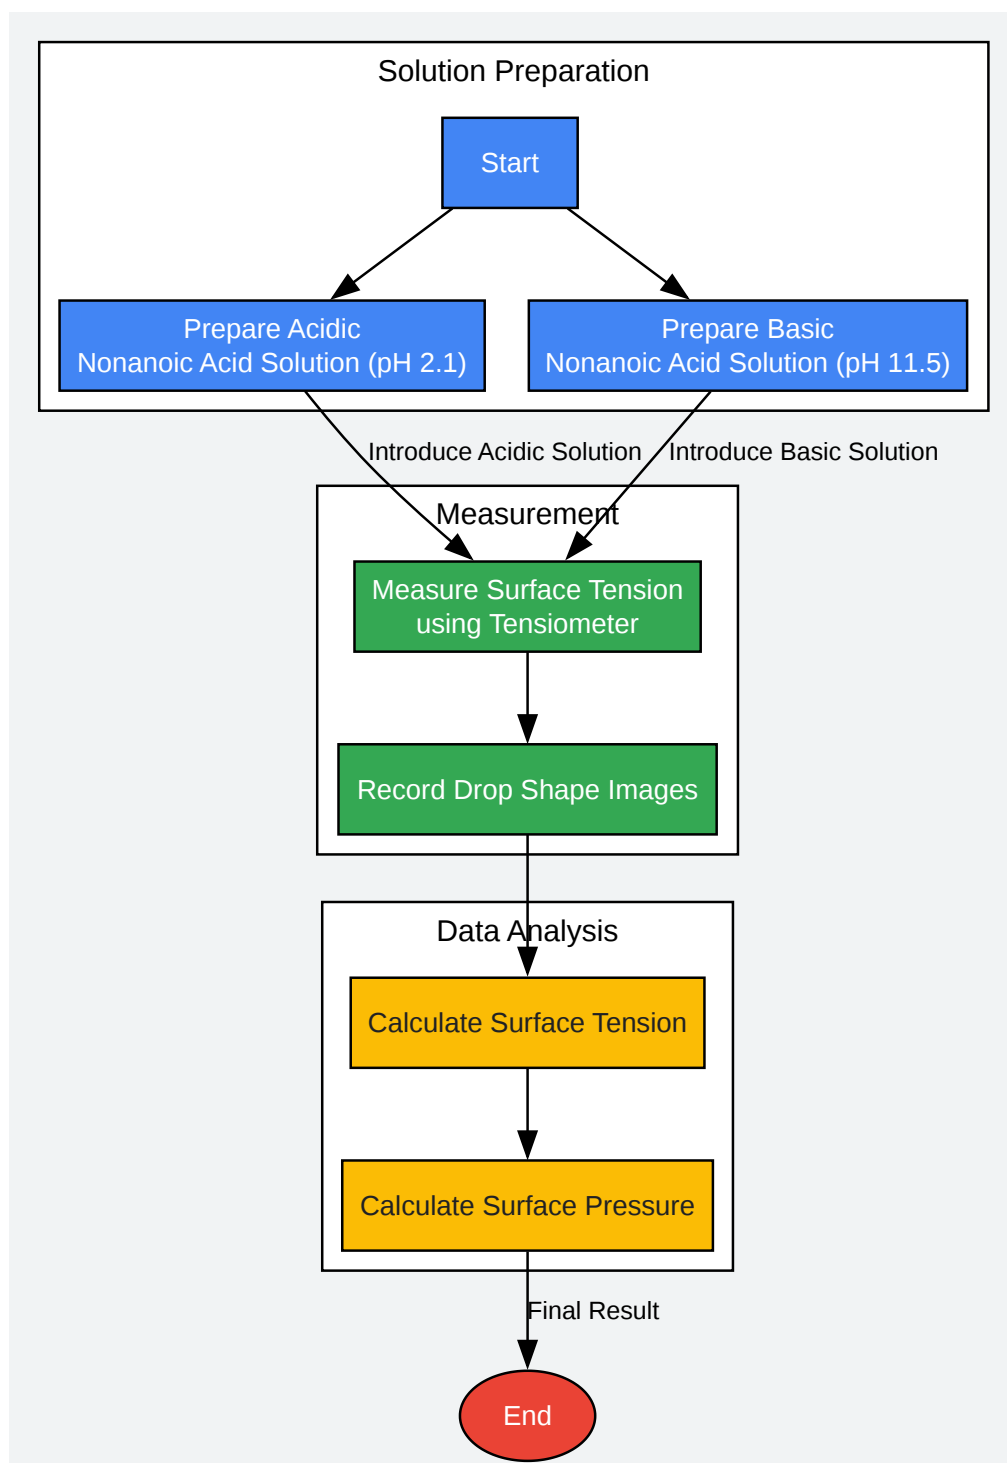 Solution Preparation
Start
Prepare Acidic
Nonanoic Acid Solution (pH 2.1)
Prepare Basic
Nonanoic Acid Solution (pH 11.5)
Introduce Acidic Solution
Introduce Basic Solution
Measurement
Measure Surface Tension
using Tensiometer
Record Drop Shape Images
Data Analysis
Calculate Surface Tension
Calculate Surface Pressure
Final Result
End